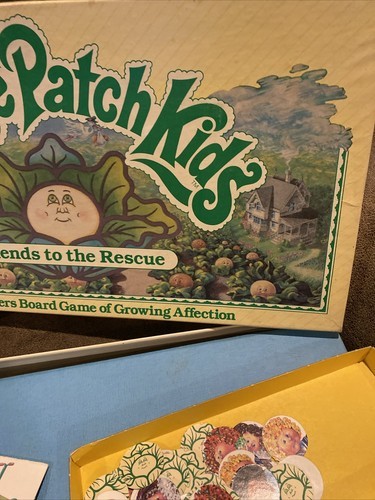 Patch
Kids
ends to the Rescue
ers Board Game of Growing Affection